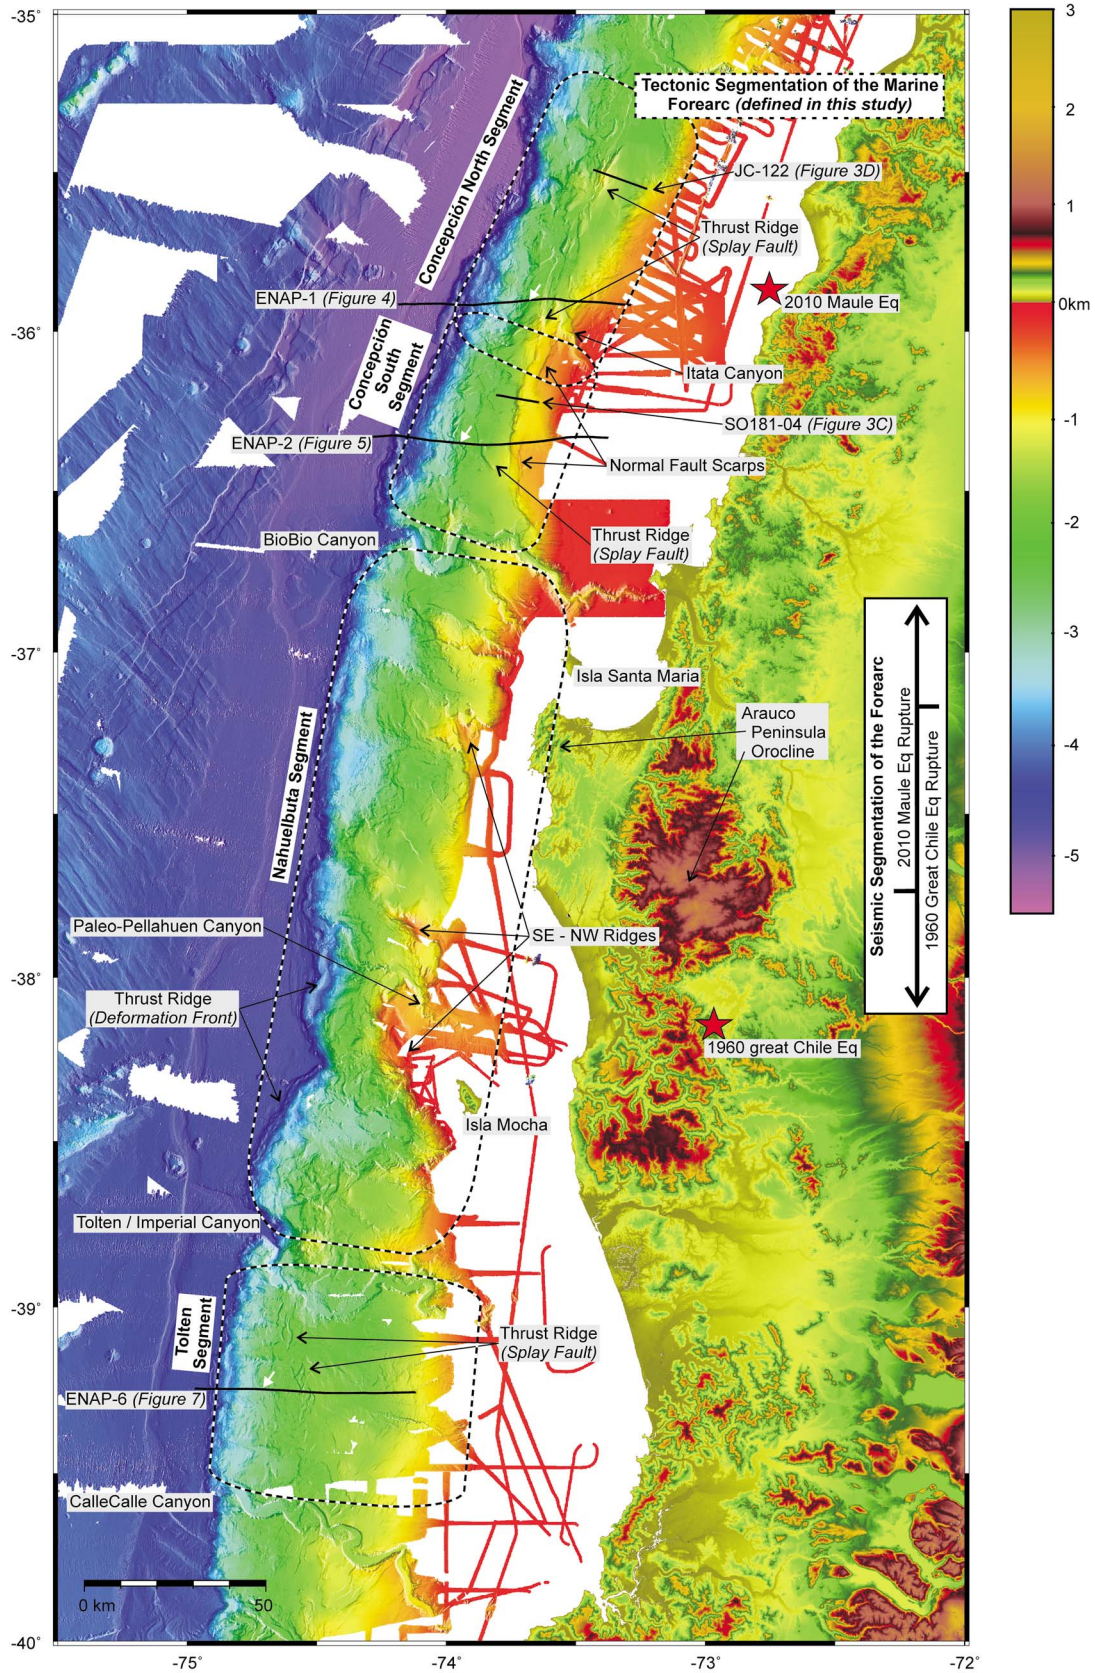 -35°
3
Tectonic Segmentation of the Marine
Forearc (defined in this study)
2
Concepción North Segment
JC-122 (Figure 3D)
1
Thrust Ridge
(Splay Fault)
ENAP-1 (Figure 4)
2010 Maule Eq
0km
-36°
Concepción
South
Segment
Itata Canyon
-1
SO181-04 (Figure 3C)
ENAP-2 (Figure 5)
Normal Fault Scarps
-2
BioBio Canyon
Thrust Ridge
(Splay Fault)
-3
-37°
Isla Santa Maria
Arauco
Peninsula
Orocline
-4
Nahuelbuta Segment
Seismic Segmentation of the Forearc
2010 Maule Eq Rupture
1960 Great Chile Eq Rupture
-5
Paleo-Pellahuen Canyon
SE - NW Ridges
-38°
Thrust Ridge
(Deformation Front)
1960 great Chile Eq
Isla Mocha
Tolten / Imperial Canyon
-39°
Tolten
Segment
Thrust Ridge
(Splay Fault)
ENAP-6 (Figure 7)
CalleCalle Canyon
0 km
50
-40°
-75°
-74°
-73°
-72°